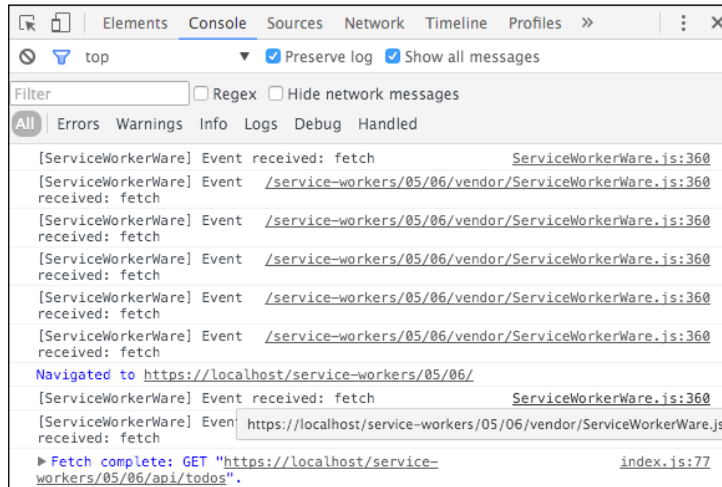 Elements Console Sources Network Timeline Profiles »
top Preserve log Show all messages
Filter Regex Hide network messages
All Errors Warnings Info Logs Debug Handled
[ServiceWorkerWare] Event received: fetch ServiceWorkerWare.js:360
[ServiceWorkerWare] Event /service-workers/05/06/vendor/ServiceWorkerWare.js:360
received: fetch
[ServiceWorkerWare] Event /service-workers/05/06/vendor/ServiceWorkerWare.js:360
received: fetch
[ServiceWorkerWare] Event /service-workers/05/06/vendor/ServiceWorkerWare.js:360
received: fetch
[ServiceWorkerWare] Event /service-workers/05/06/vendor/ServiceWorkerWare.js:360
received: fetch
[ServiceWorkerWare] Event /service-workers/05/06/vendor/ServiceWorkerWare.js:360
received: fetch
Navigated to https://localhost/service-workers/05/06/
[ServiceWorkerWare] Event received: fetch ServiceWorkerWare.js:360
[ServiceWorkerWare] Even https://localhost/service-workers/05/06/vendor/ServiceWorkerWare.js
received: fetch
Fetch complete: GET "https://localhost/service- index.js:77
workers/05/06/api/todos".